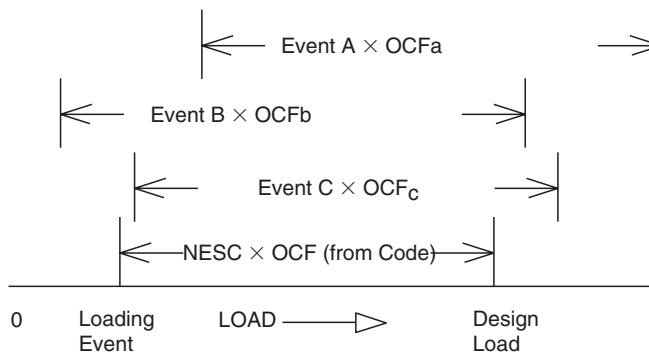 Event A × OCFa
Event B × OCFb
Event C × OCFc
NESC × OCF (from Code)
0 Loading Event LOAD Design Load